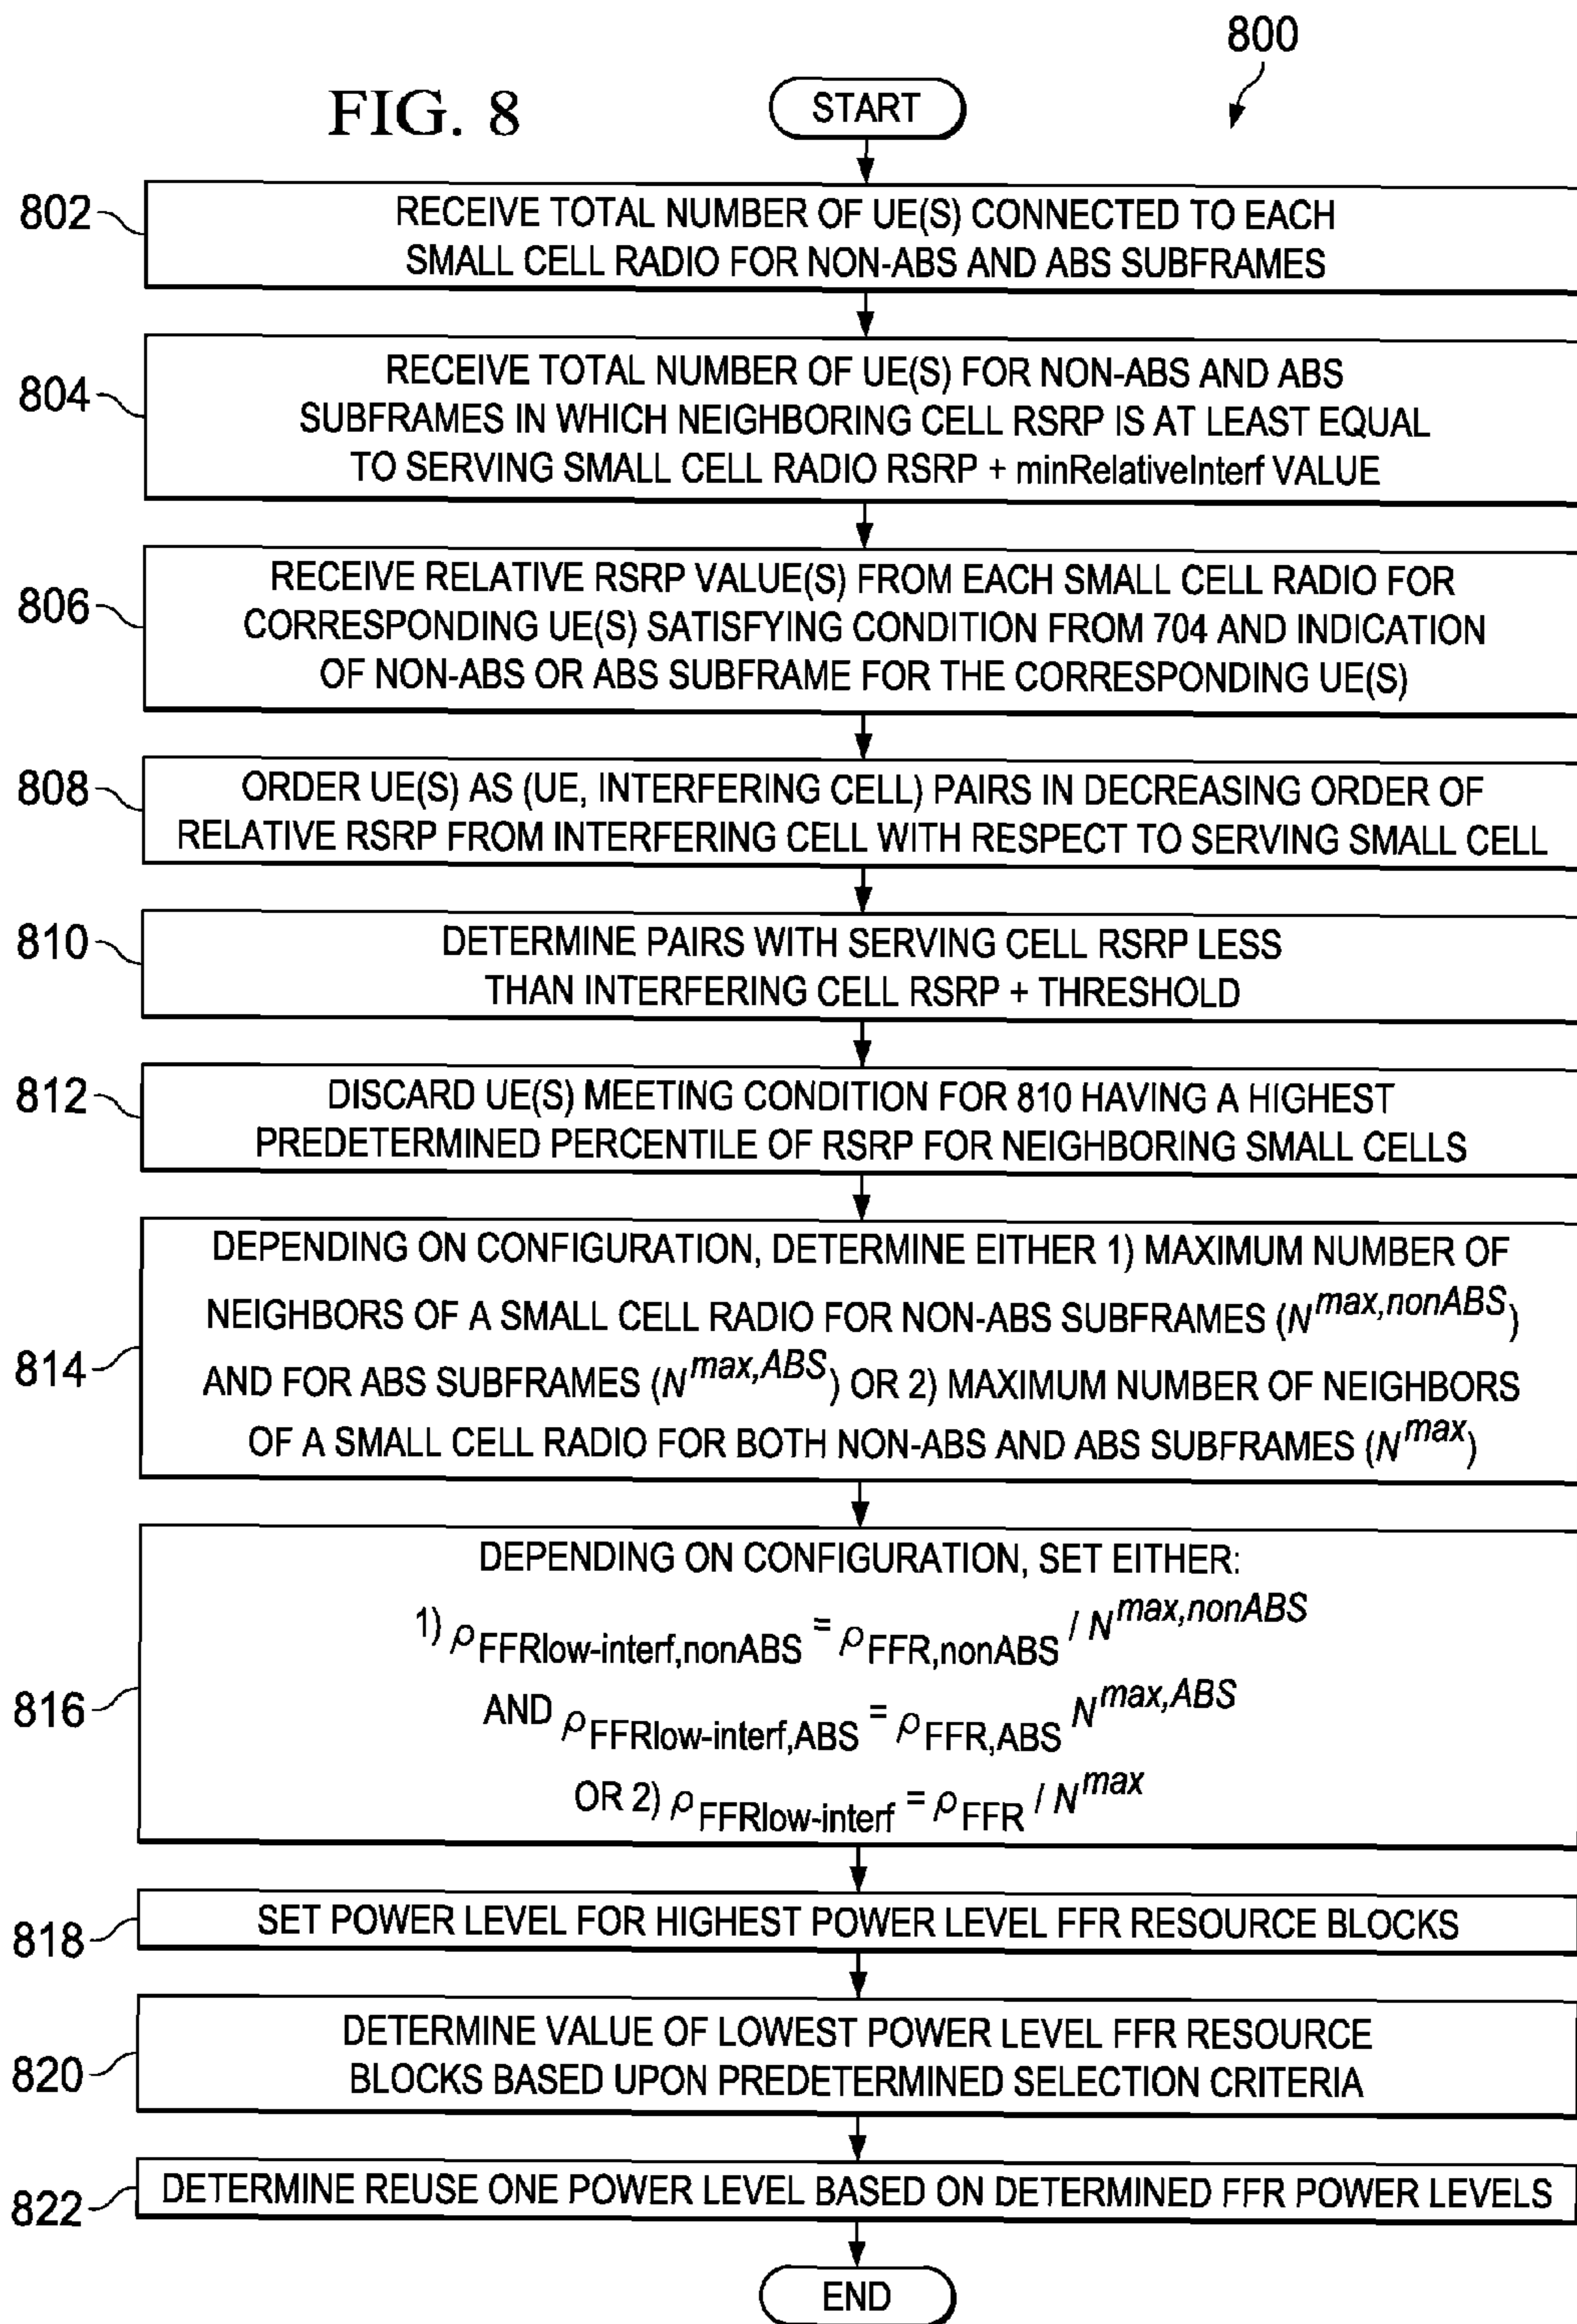 800
FIG. 8
START
802
RECEIVE TOTAL NUMBER OF UE(S) CONNECTED TO EACH
SMALL CELL RADIO FOR NON-ABS AND ABS SUBFRAMES
804
RECEIVE TOTAL NUMBER OF UE(S) FOR NON-ABS AND ABS
SUBFRAMES IN WHICH NEIGHBORING CELL RSRP IS AT LEAST EQUAL
TO SERVING SMALL CELL RADIO RSRP + minRelativeInterf VALUE
806
RECEIVE RELATIVE RSRP VALUE(S) FROM EACH SMALL CELL RADIO FOR
CORRESPONDING UE(S) SATISFYING CONDITION FROM 704 AND INDICATION
OF NON-ABS OR ABS SUBFRAME FOR THE CORRESPONDING UE(S)
808
ORDER UE(S) AS (UE, INTERFERING CELL) PAIRS IN DECREASING ORDER OF
RELATIVE RSRP FROM INTERFERING CELL WITH RESPECT TO SERVING SMALL CELL
810
DETERMINE PAIRS WITH SERVING CELL RSRP LESS
THAN INTERFERING CELL RSRP + THRESHOLD
812
DISCARD UE(S) MEETING CONDITION FOR 810 HAVING A HIGHEST
PREDETERMINED PERCENTILE OF RSRP FOR NEIGHBORING SMALL CELLS
814
DEPENDING ON CONFIGURATION, DETERMINE EITHER 1) MAXIMUM NUMBER OF
NEIGHBORS OF A SMALL CELL RADIO FOR NON-ABS SUBFRAMES (N^max,nonABS)
AND FOR ABS SUBFRAMES (N^max,ABS) OR 2) MAXIMUM NUMBER OF NEIGHBORS
OF A SMALL CELL RADIO FOR BOTH NON-ABS AND ABS SUBFRAMES (N^max)
816
DEPENDING ON CONFIGURATION, SET EITHER:
1) ρ_FFRlow-interf,nonABS = ρ_FFR,nonABS / N^max,nonABS
AND ρ_FFRlow-interf,ABS = ρ_FFR,ABS N^max,ABS
OR 2) ρ_FFRlow-interf = ρ_FFR / N^max
818
SET POWER LEVEL FOR HIGHEST POWER LEVEL FFR RESOURCE BLOCKS
820
DETERMINE VALUE OF LOWEST POWER LEVEL FFR RESOURCE
BLOCKS BASED UPON PREDETERMINED SELECTION CRITERIA
822
DETERMINE REUSE ONE POWER LEVEL BASED ON DETERMINED FFR POWER LEVELS
END